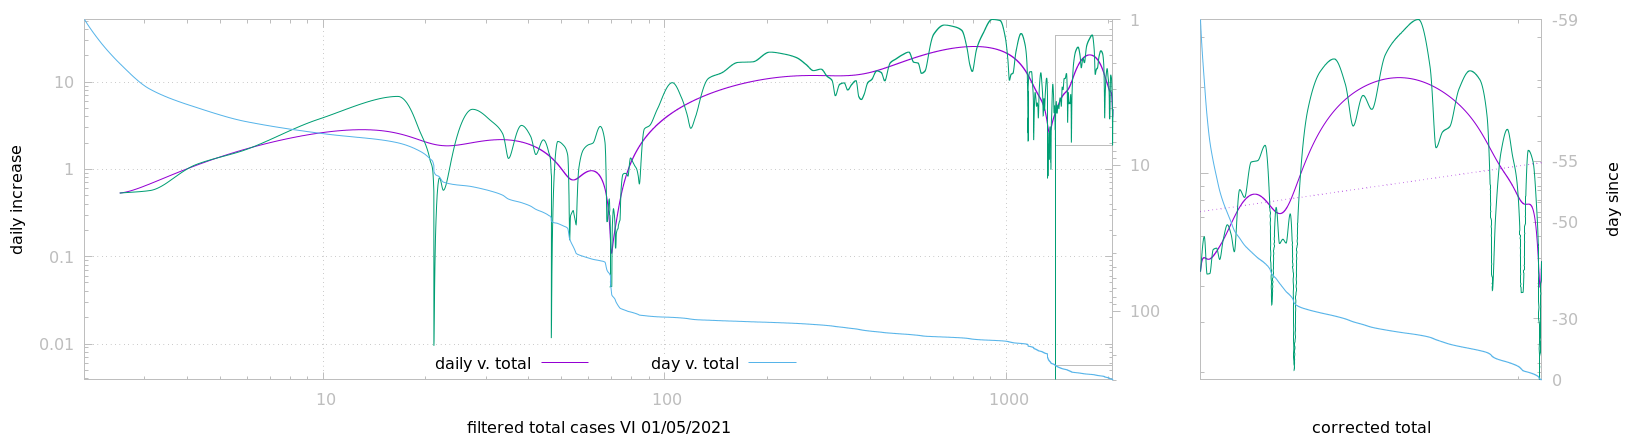 daily increase
10
1
0.1
0.01
daily v. total
day v. total
10
100
1000
filtered total cases VI 01/05/2021
1
10
100
-59
-55
-50
-30
0
day since
corrected total